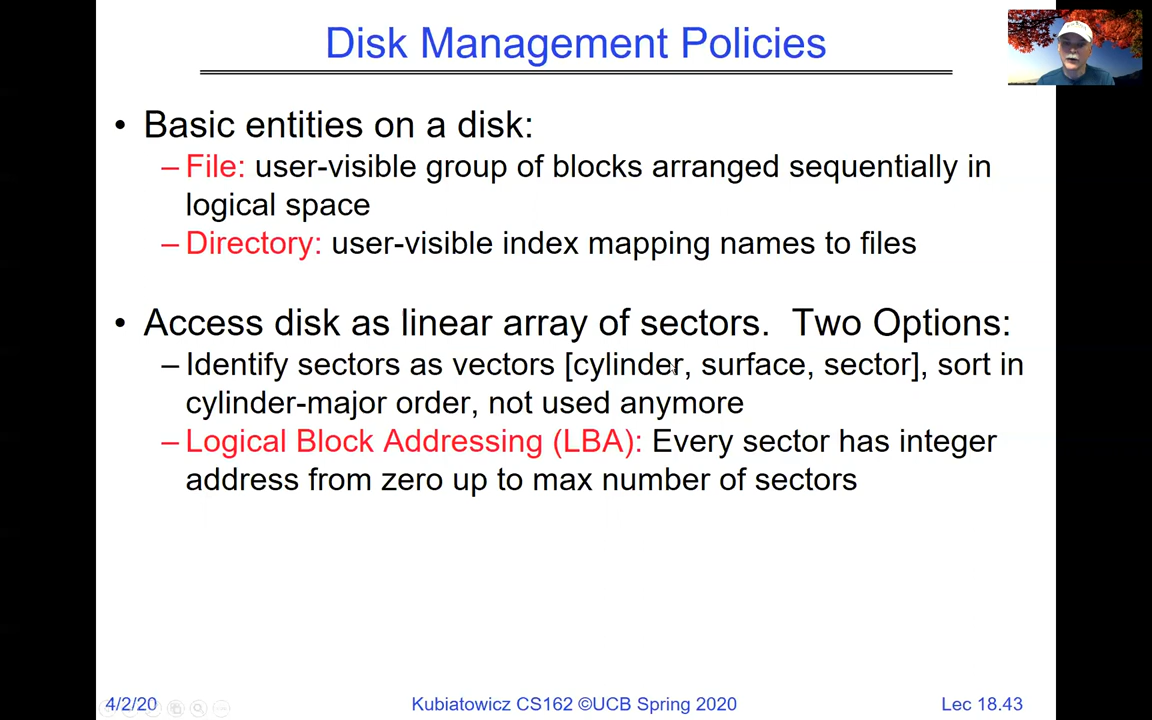 Disk Management Policies
• Basic entities on a disk:
– File: user-visible group of blocks arranged sequentially in
logical space
– Directory: user-visible index mapping names to files
• Access disk as linear array of sectors. Two Options:
– Identify sectors as vectors [cylinder, surface, sector], sort in
cylinder-major order, not used anymore
– Logical Block Addressing (LBA): Every sector has integer
address from zero up to max number of sectors
4/2/20 Kubiatowicz CS162 ©UCB Spring 2020 Lec 18.43